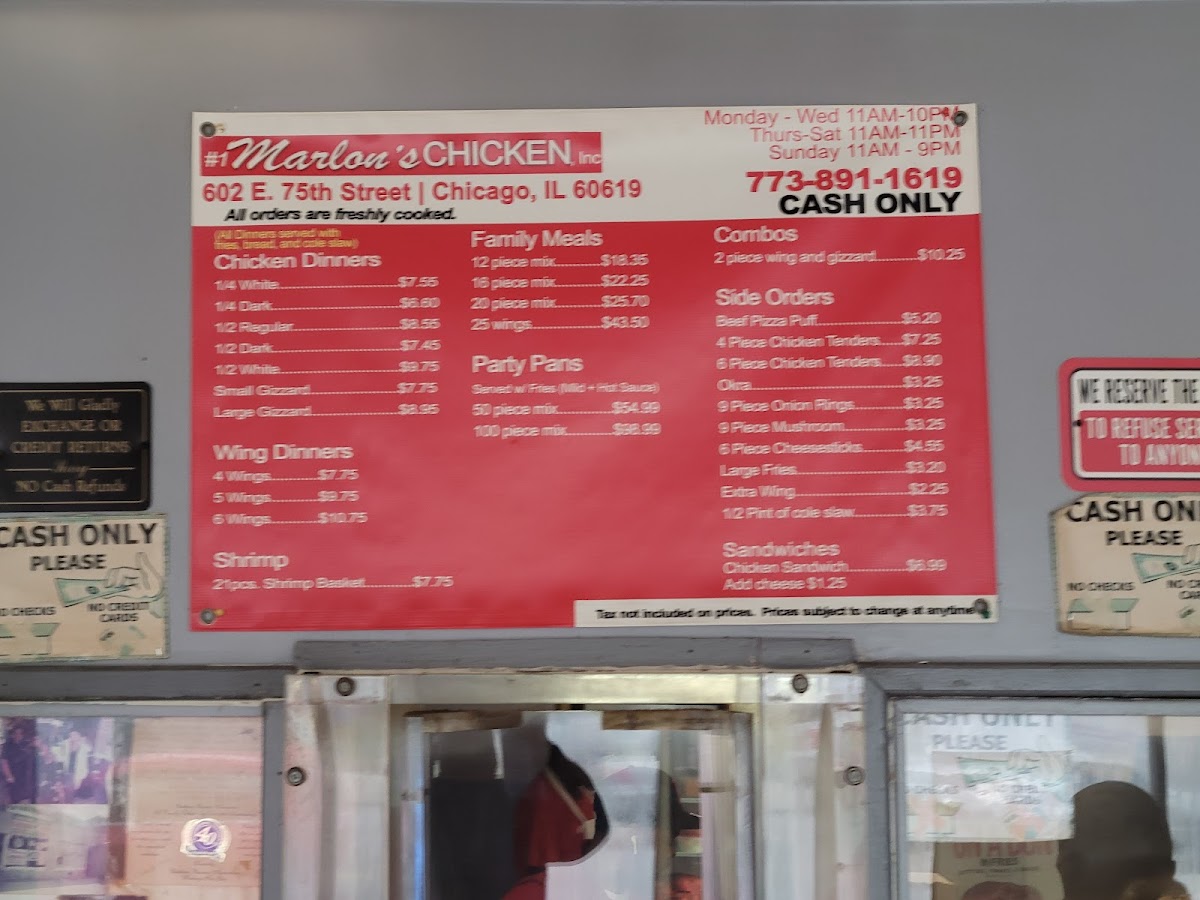 #1 Marlon's CHICKEN, Inc
602 E. 75th Street | Chicago, IL 60619
All orders are freshly cooked.
Monday - Wed 11AM-10PM
Thurs-Sat 11AM-11PM
Sunday 11AM - 9PM
773-891-1619
CASH ONLY
(All Dinners served with
fries, bread, and cole slaw)
Chicken Dinners
1/4 White.....$7.55
1/4 Dark.....$6.60
1/2 Regular.....$8.55
1/2 Dark.....$7.45
1/2 White.....$9.75
Small Gizzard.....$7.75
Large Gizzard.....$8.95
Wing Dinners
4 Wings.....$7.75
5 Wings.....$9.75
6 Wings.....$10.75
Shrimp
21pcs. Shrimp Basket.....$7.75
Family Meals
12 piece mix.....$18.35
16 piece mix.....$22.25
20 piece mix.....$25.70
25 wings.....$43.50
Party Pans
Served w/ Fries (Mild + Hot Sauce)
50 piece mix.....$54.99
100 piece mix.....$98.99
Combos
2 piece wing and gizzard.....$10.25
Side Orders
Beef Pizza Puff.....$5.20
4 Piece Chicken Tenders.....$7.25
6 Piece Chicken Tenders.....$8.90
Okra.....$3.25
9 Piece Onion Rings.....$3.25
9 Piece Mushroom.....$3.25
6 Piece Cheesesticks.....$4.55
Large Fries.....$3.20
Extra Wing.....$2.25
1/2 Pint of cole slaw.....$3.75
Sandwiches
Chicken Sandwich.....$6.99
Add cheese $1.25
Tax not included on prices. Prices subject to change at anytime
We Will Gladly
EXCHANGE OR
CREDIT RETURNS
Sorry
NO Cash Refunds
CASH ONLY
PLEASE
NO CHECKS
NO CREDIT
CARDS
WE RESERVE THE
TO REFUSE SER
TO ANYON
CASH ONL
PLEASE
NO CHECKS
NO CR
CA
CASH ONLY
PLEASE